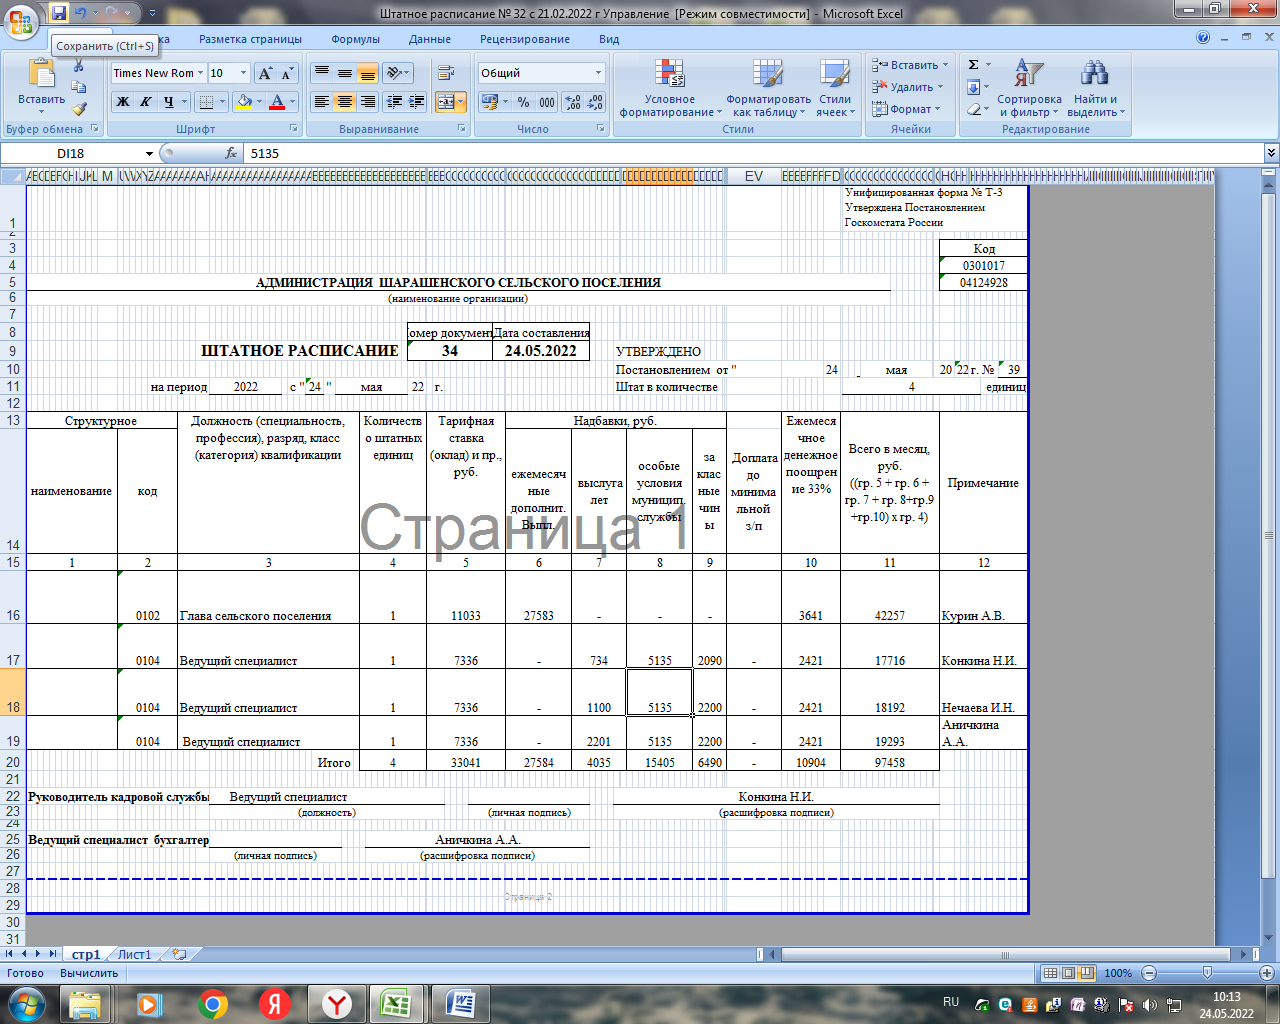 Штатное расписание № 32 с 21.02.2022 г Управление [Режим совместимости] - Microsoft Excel
Сохранить (Ctrl+S)
Разметка страницы Формулы Данные Рецензирование Вид
Вставить
Times New Rom 10
Ж К Ч
Общий
% 000
Условное форматирование
Форматировать как таблицу
Стили ячеек
Вставить
Удалить
Формат
Сортировка и фильтр
Найти и выделить
Буфер обмена Шрифт Выравнивание Число Стили Ячейки Редактирование
DI18 fx 5135
Унифицированная форма № Т-3
Утверждена Постановлением
Госкомстата России
Код
0301017
АДМИНИСТРАЦИЯ ШАРАШЕНСКОГО СЕЛЬСКОГО ПОСЕЛЕНИЯ 04124928
(наименование организации)
омер документ Дата составления
ШТАТНОЕ РАСПИСАНИЕ 34 24.05.2022 УТВЕРЖДЕНО
Постановлением от " 24 мая 20 22 г. № 39
на период 2022 с " 24 " мая 22 г. Штат в количестве 4 единиц
Структурное
наименование
код
Должность (специальность, профессия), разряд, класс (категория) квалификации
Количество штатных единиц
Тарифная ставка (оклад) и пр., руб.
Надбавки, руб.
ежемесячные дополнит. Выпл.
выслуга лет
особые условия муницип. службы
за классные чины
Доплата до минимальной з/п
Ежемесячное денежное поощрение 33%
Всего в месяц, руб. ((гр. 5 + гр. 6 + гр. 7 + гр. 8+гр.9 +гр.10) х гр. 4)
Примечание
Страница 1
1 2 3 4 5 6 7 8 9 10 11 12
0102 Глава сельского поселения 1 11033 27583 - - - 3641 42257 Курин А.В.
0104 Ведущий специалист 1 7336 - 734 5135 2090 - 2421 17716 Конкина Н.И.
0104 Ведущий специалист 1 7336 - 1100 5135 2200 - 2421 18192 Нечаева И.Н.
0104 Ведущий специалист 1 7336 - 2201 5135 2200 - 2421 19293 Аничкина А.А.
Итого 4 33041 27584 4035 15405 6490 - 10904 97458
Руководитель кадровой службы Ведущий специалист Конкина Н.И.
(должность) (личная подпись) (расшифровка подписи)
Ведущий специалист бухгалтер Аничкина А.А.
(личная подпись) (расшифровка подписи)
Страница 2
стр1 Лист1
Готово Вычислить 100%
RU 10:13
24.05.2022